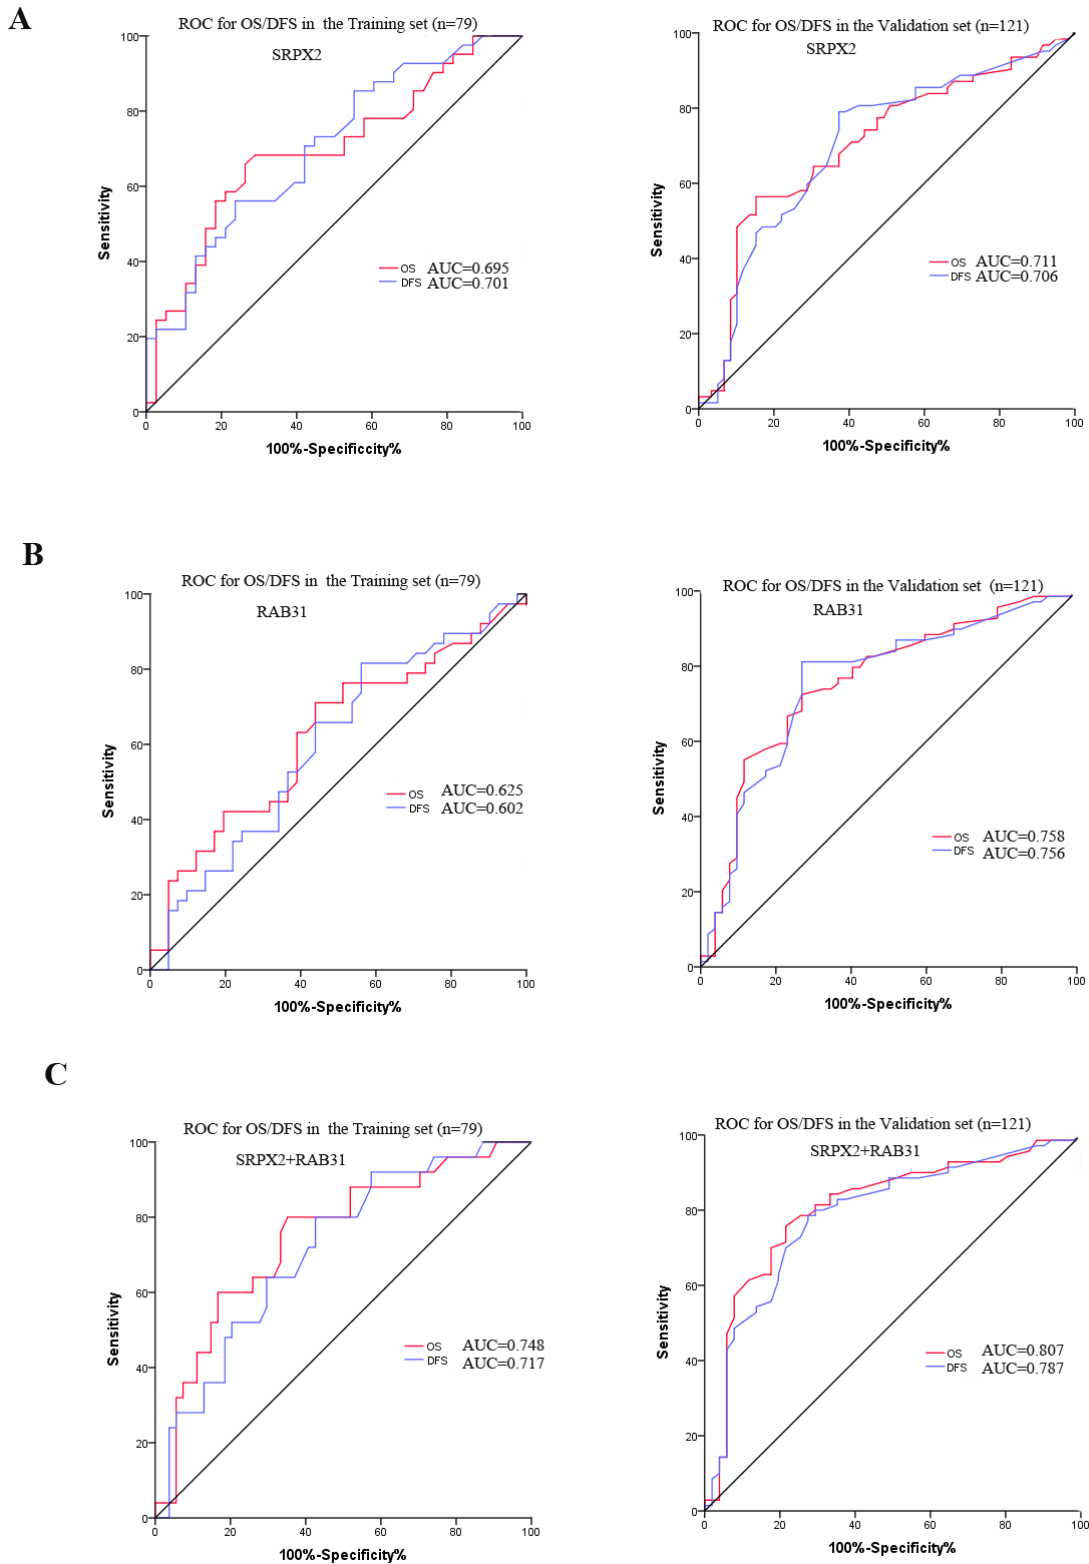 A
ROC for OS/DFS in the Training set (n=79)
SRPX2
100
80
60
40
20
0
Sensitivity
OS AUC=0.695
DFS AUC=0.701
0 20 40 60 80 100
100%-Specificcity%
ROC for OS/DFS in the Validation set (n=121)
SRPX2
100
80
60
40
20
0
Sensitivity
OS AUC=0.711
DFS AUC=0.706
0 20 40 60 80 100
100%-Specificity%
B
ROC for OS/DFS in the Training set (n=79)
RAB31
100
80
60
40
20
0
Sensitivity
OS AUC=0.625
DFS AUC=0.602
0 20 40 60 80 100
100%-Specificity%
ROC for OS/DFS in the Validation set (n=121)
RAB31
100
80
60
40
20
0
Sensitivity
OS AUC=0.758
DFS AUC=0.756
0 20 40 60 80 100
100%-Specificity%
C
ROC for OS/DFS in the Training set (n=79)
SRPX2+RAB31
100
80
60
40
20
0
Sensitivity
OS AUC=0.748
DFS AUC=0.717
0 20 40 60 80 100
100%-Specificity%
ROC for OS/DFS in the Validation set (n=121)
SRPX2+RAB31
100
80
60
40
20
0
Sensitivity
OS AUC=0.807
DFS AUC=0.787
0 20 40 60 80 100
100%-Specificity%